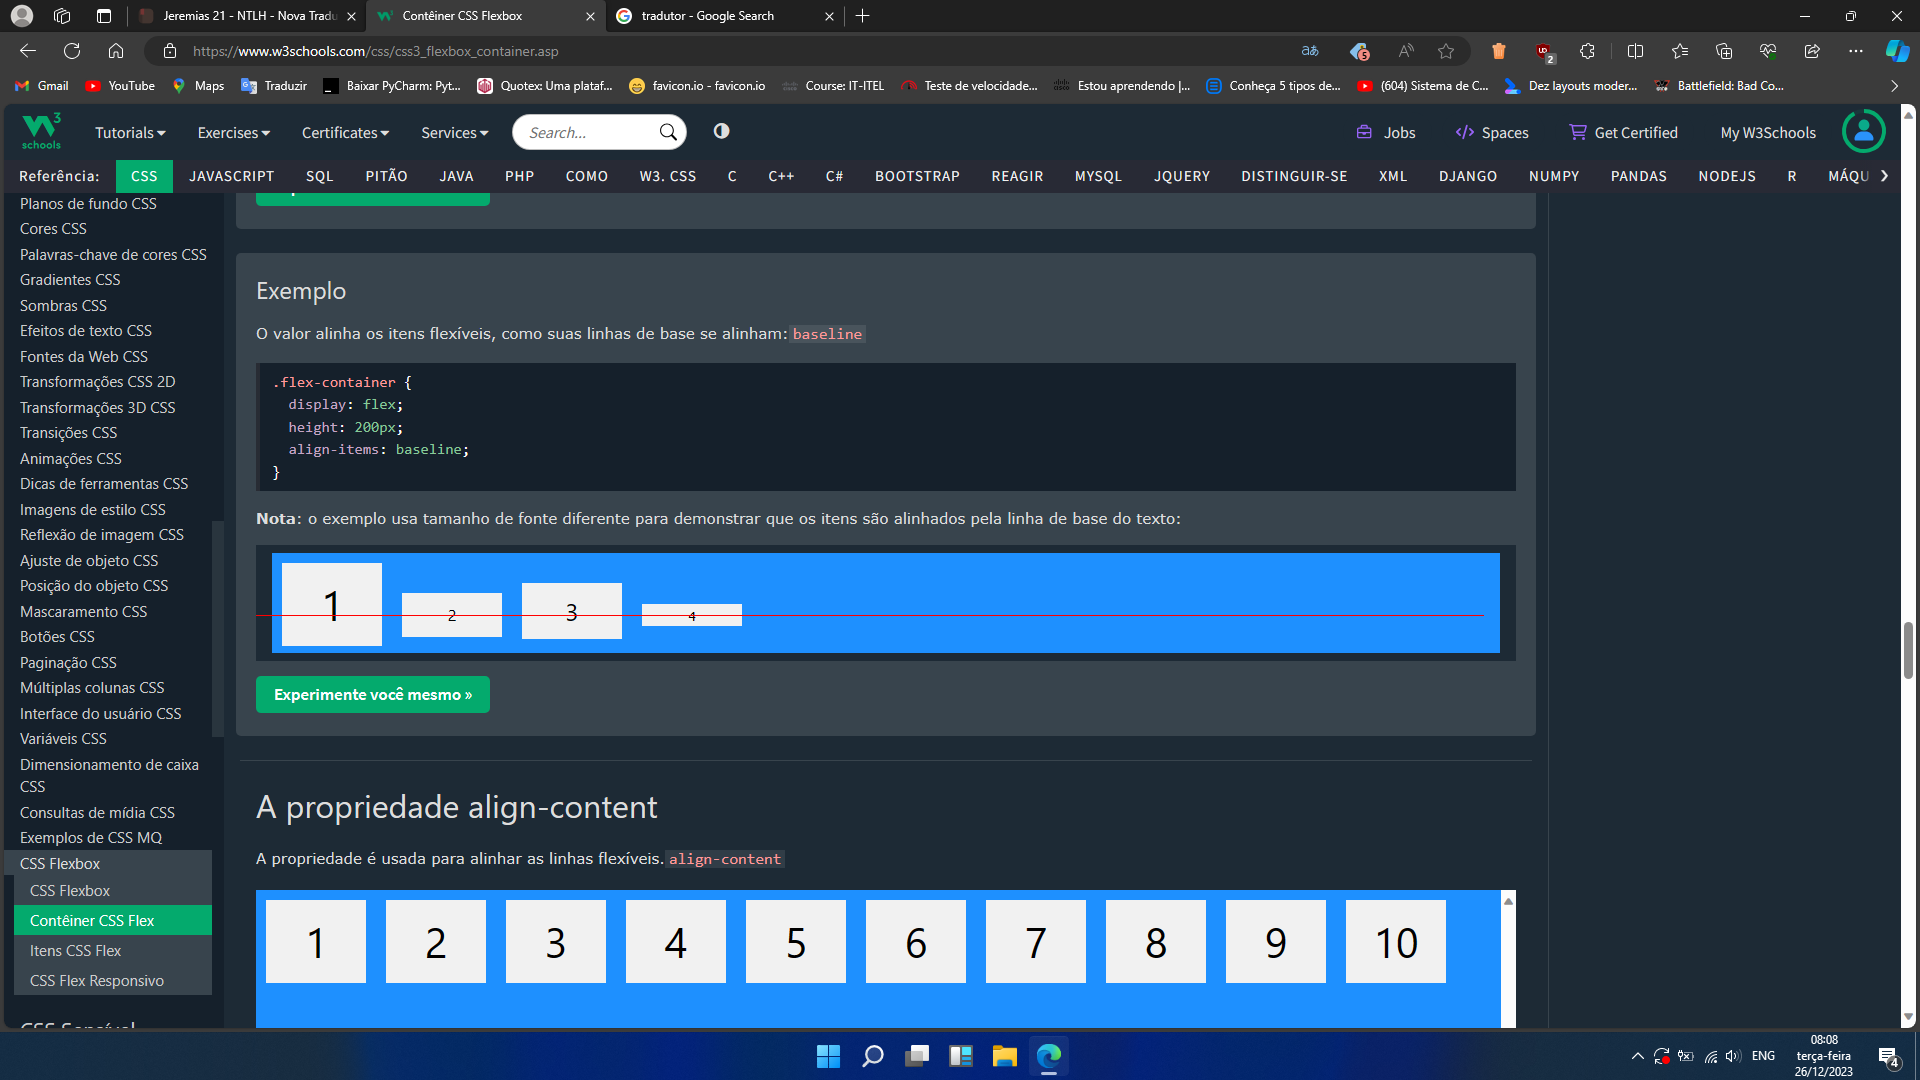 Jeremias 21 - NTLH - Nova Tradu
Contêiner CSS Flexbox
tradutor - Google Search
https://www.w3schools.com/css/css3_flexbox_container.asp
Gmail
YouTube
Maps
Traduzir
Baixar PyCharm: Pyt...
Quotex: Uma plataf...
favicon.io - favicon.io
Course: IT-ITEL
Teste de velocidade...
Estou aprendendo |...
Conheça 5 tipos de...
(604) Sistema de C...
Dez layouts moder...
Battlefield: Bad Co...
W3
schools
Tutorials
Exercises
Certificates
Services
Search...
Jobs
Spaces
Get Certified
My W3Schools
Referência:
CSS
JAVASCRIPT
SQL
PITÃO
JAVA
PHP
COMO
W3. CSS
C
C++
C#
BOOTSTRAP
REAGIR
MYSQL
JQUERY
DISTINGUIR-SE
XML
DJANGO
NUMPY
PANDAS
NODEJS
R
MÁQU
Planos de fundo CSS
Cores CSS
Palavras-chave de cores CSS
Gradientes CSS
Sombras CSS
Efeitos de texto CSS
Fontes da Web CSS
Transformações CSS 2D
Transformações 3D CSS
Transições CSS
Animações CSS
Dicas de ferramentas CSS
Imagens de estilo CSS
Reflexão de imagem CSS
Ajuste de objeto CSS
Posição do objeto CSS
Mascaramento CSS
Botões CSS
Paginação CSS
Múltiplas colunas CSS
Interface do usuário CSS
Variáveis CSS
Dimensionamento de caixa
CSS
Consultas de mídia CSS
Exemplos de CSS MQ
CSS Flexbox
CSS Flexbox
Contêiner CSS Flex
Itens CSS Flex
CSS Flex Responsivo
CSS Sensível
Exemplo
O valor alinha os itens flexíveis, como suas linhas de base se alinham: baseline
.flex-container {
display: flex;
height: 200px;
align-items: baseline;
}
Nota: o exemplo usa tamanho de fonte diferente para demonstrar que os itens são alinhados pela linha de base do texto:
1
2
3
4
Experimente você mesmo »
A propriedade align-content
A propriedade é usada para alinhar as linhas flexíveis. align-content
1
2
3
4
5
6
7
8
9
10
ENG
08:08
terça-feira
26/12/2023
4